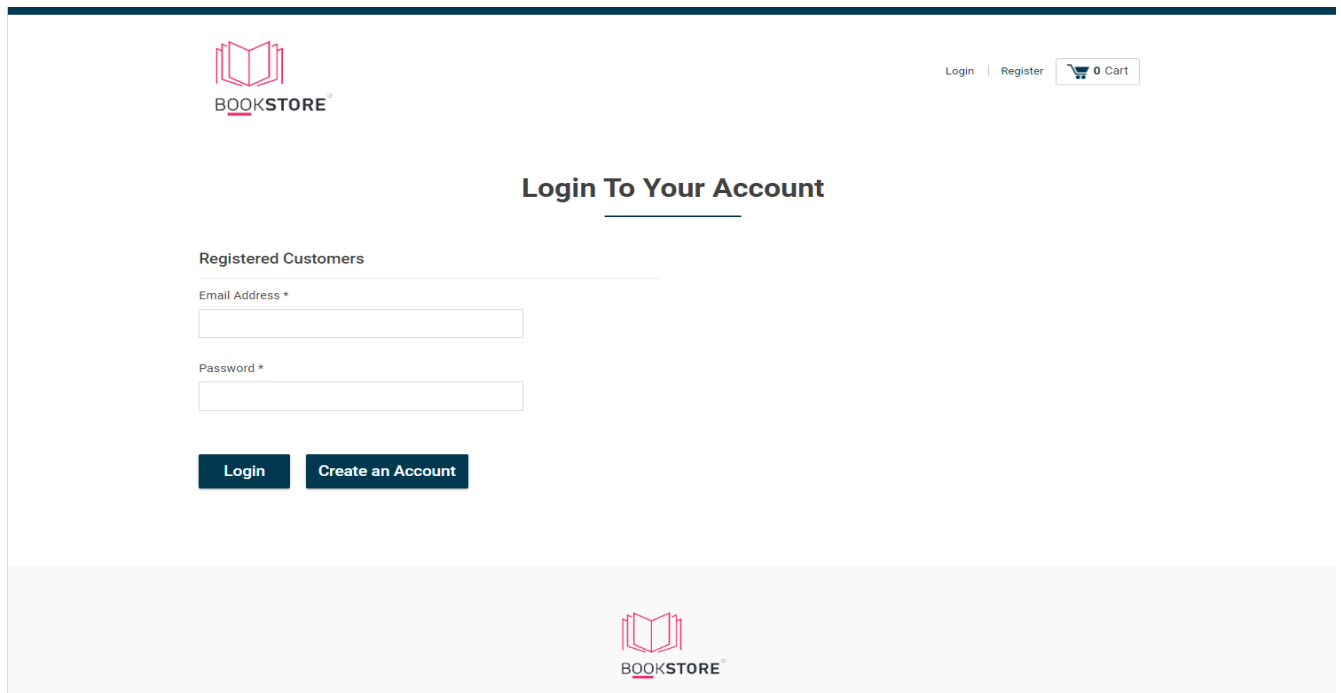 BOOKSTORE®
Login | Register 0 Cart
Login To Your Account
Registered Customers
Email Address *
Password *
Login Create an Account
BOOKSTORE®